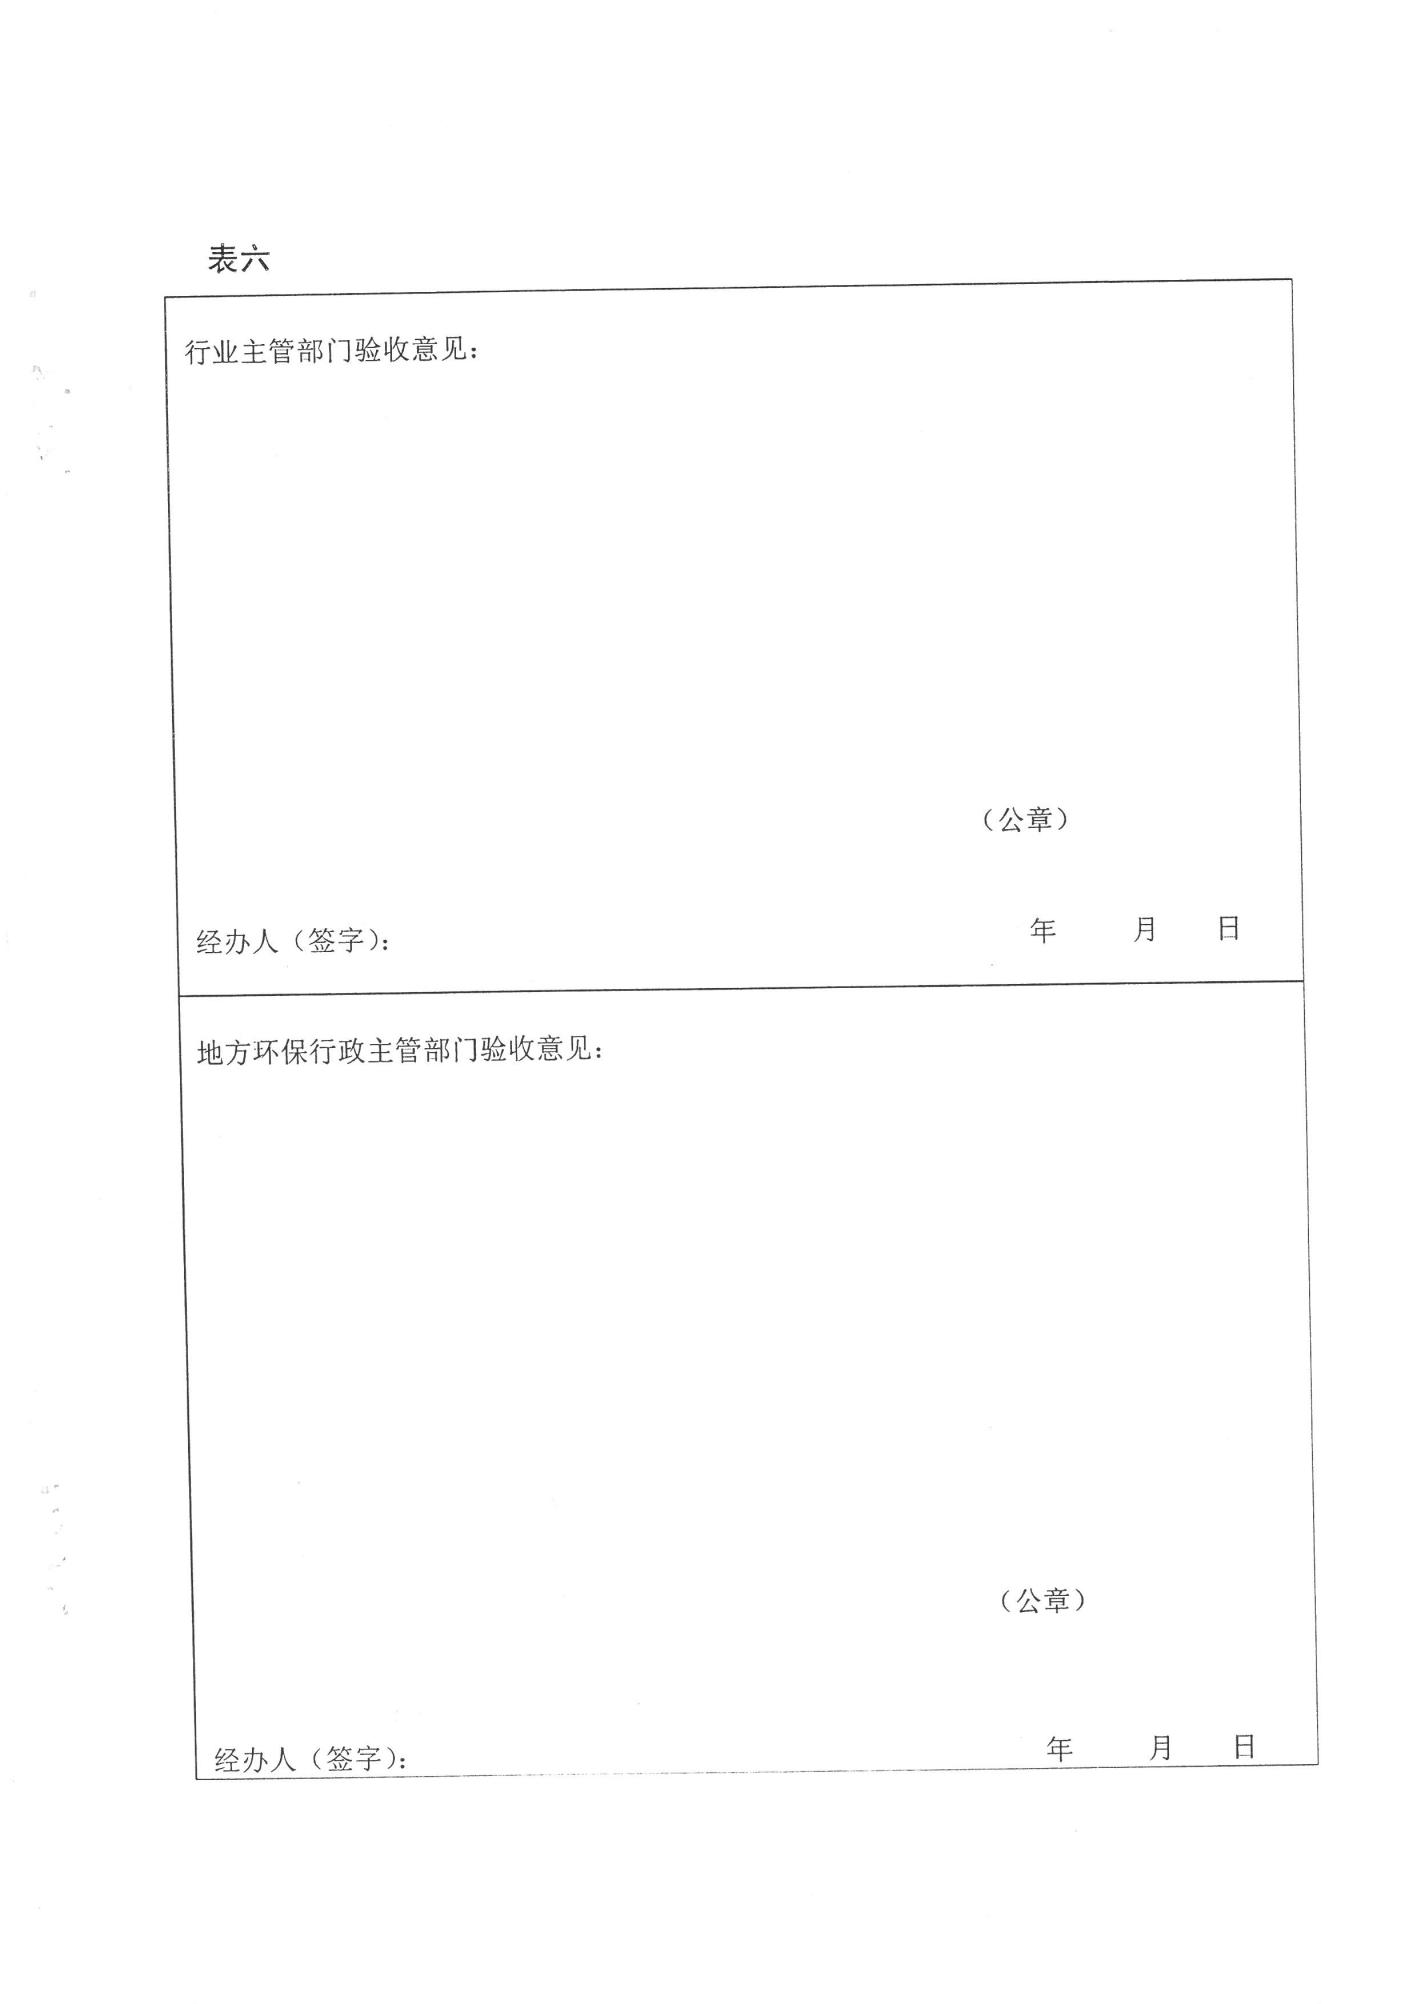 表六
行业主管部门验收意见：
（公章）
经办人（签字）： 年 月 日
地方环保行政主管部门验收意见：
（公章）
经办人（签字）： 年 月 日